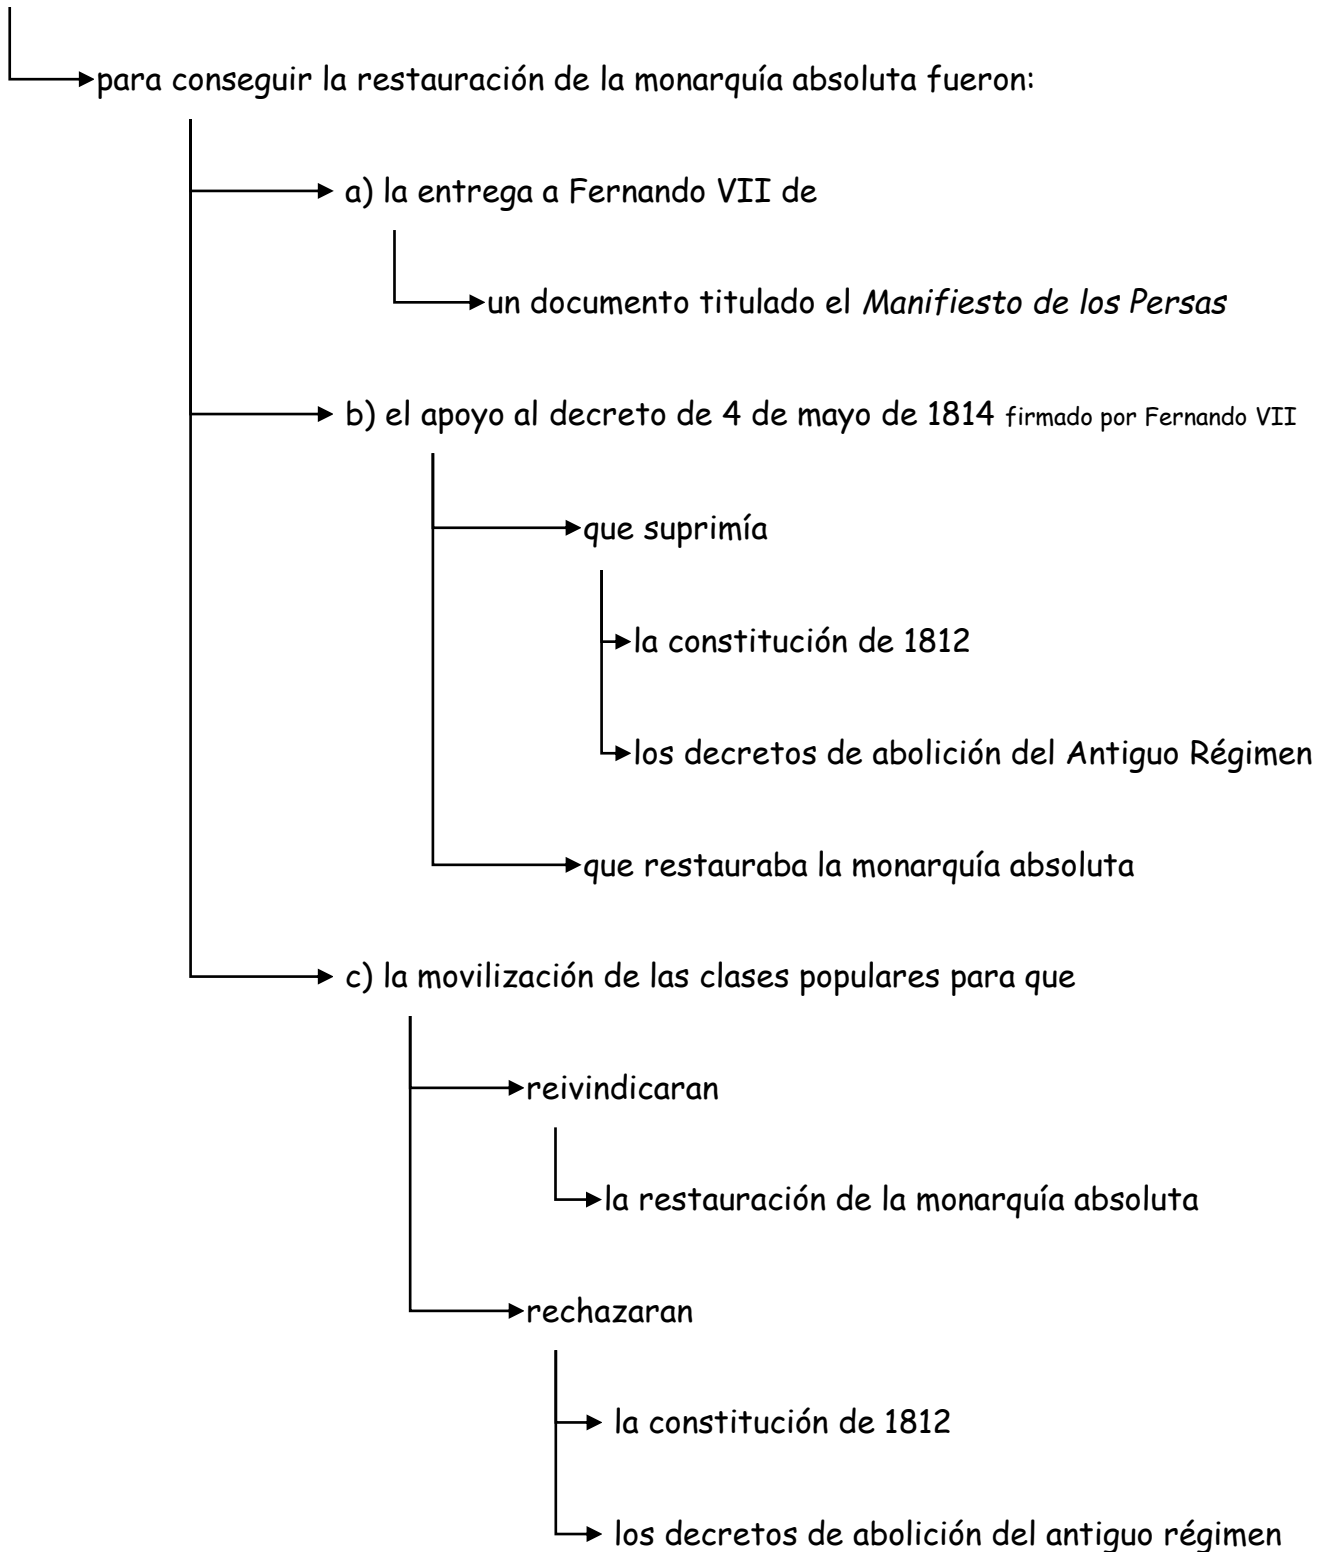 para conseguir la restauración de la monarquía absoluta fueron:
a) la entrega a Fernando VII de
un documento titulado el Manifiesto de los Persas
b) el apoyo al decreto de 4 de mayo de 1814 firmado por Fernando VII
que suprimía
la constitución de 1812
los decretos de abolición del Antiguo Régimen
que restauraba la monarquía absoluta
c) la movilización de las clases populares para que
reivindicaran
la restauración de la monarquía absoluta
rechazaran
la constitución de 1812
los decretos de abolición del antiguo régimen